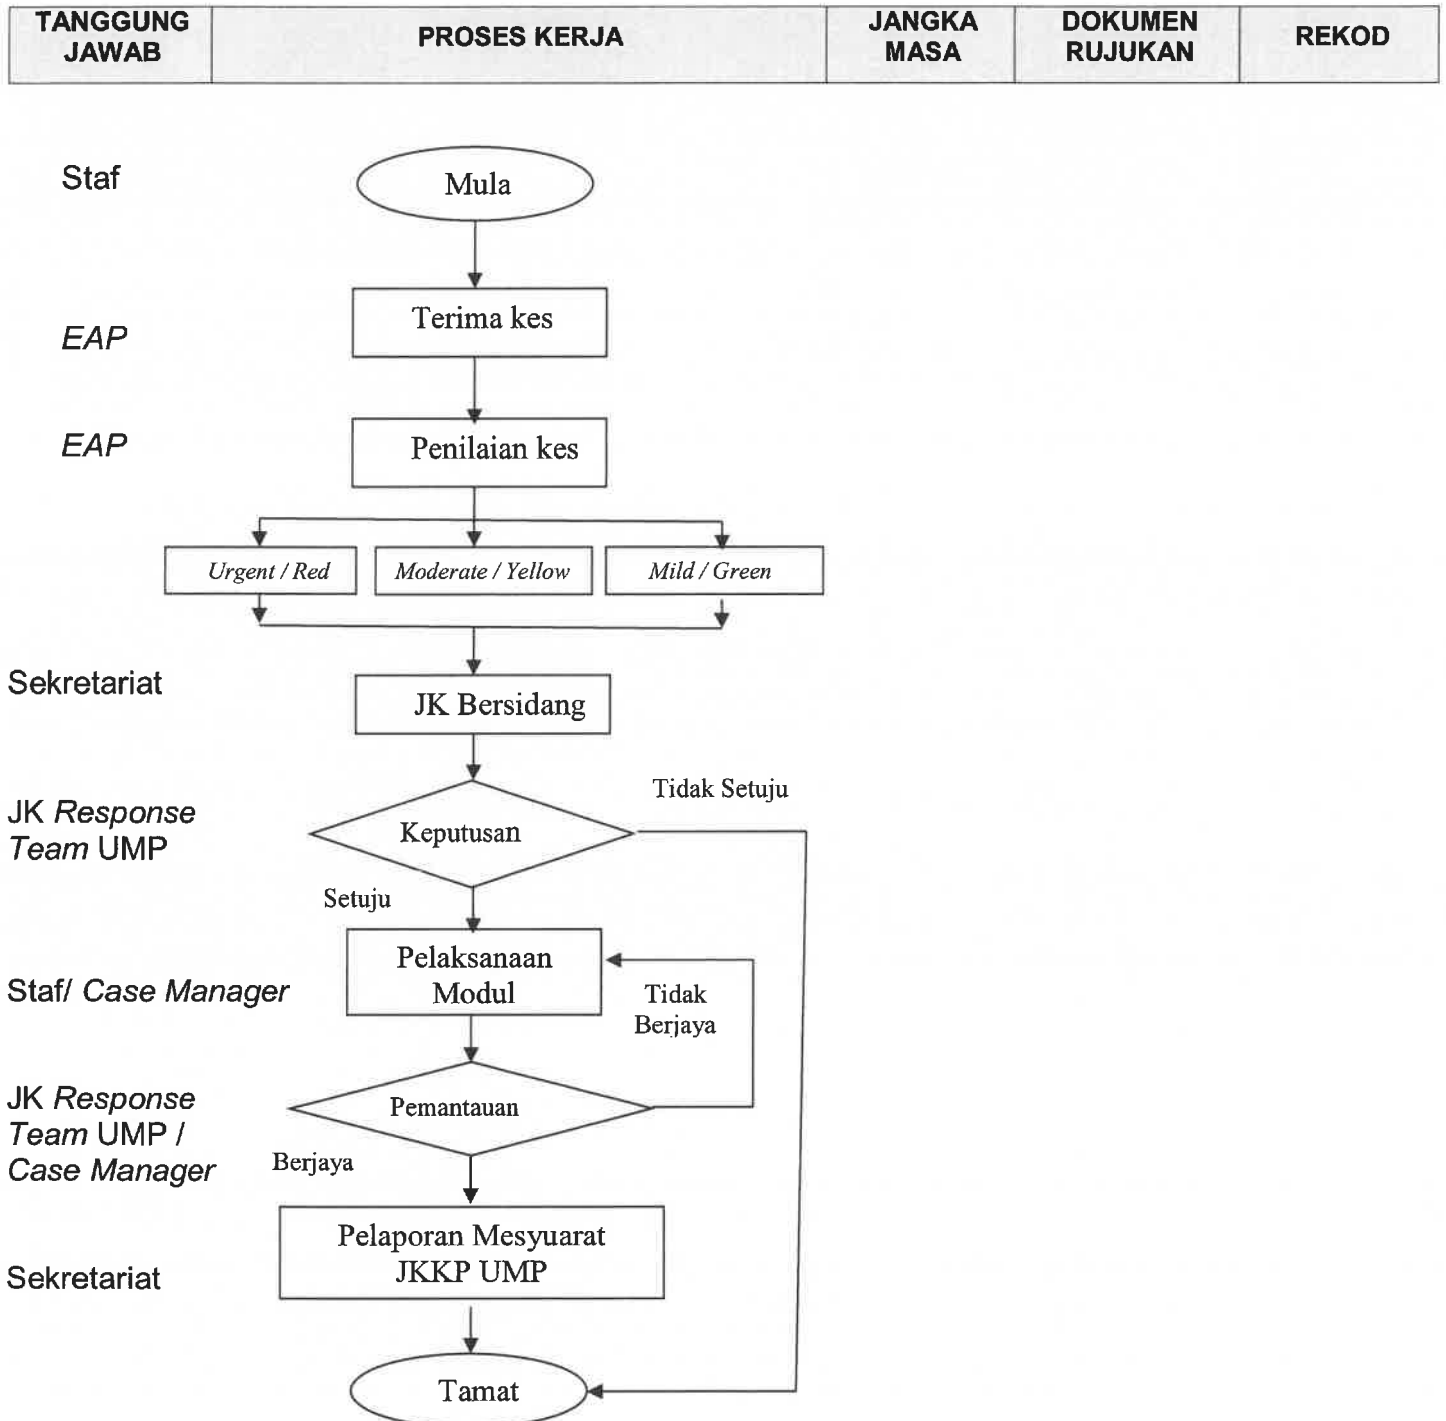 TANGGUNG
JAWAB
PROSES KERJA
JANGKA
MASA
DOKUMEN
RUJUKAN
REKOD
Staf
Mula
Terima kes
EAP
EAP
Penilaian kes
Urgent / Red
Moderate / Yellow
Mild / Green
Sekretariat
JK Bersidang
Tidak Setuju
JK Response
Team UMP
Keputusan
Setuju
Pelaksanaan
Modul
Staf/ Case Manager
Tidak
Berjaya
JK Response
Team UMP /
Case Manager
Pemantauan
Berjaya
Pelaporan Mesyuarat
JKKP UMP
Sekretariat
Tamat